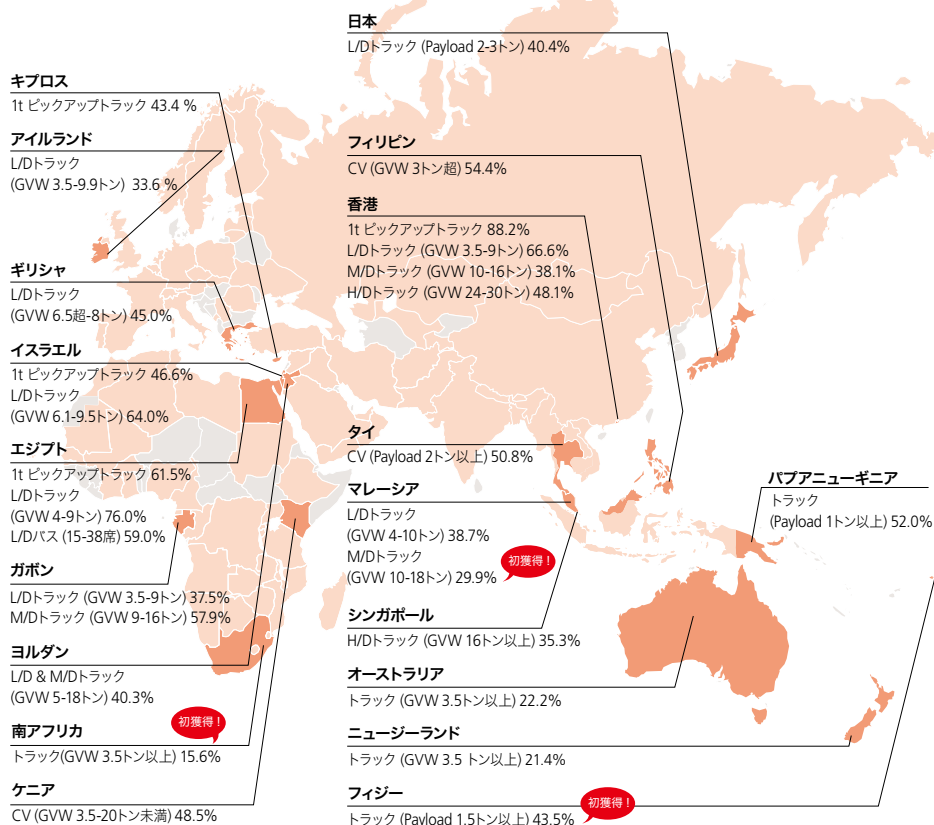 キプロス
1t ピックアップトラック 43.4 %
アイルランド
L/Dトラック
(GVW 3.5-9.9トン) 33.6 %
ギリシャ
L/Dトラック
(GVW 6.5超-8トン) 45.0%
イスラエル
1t ピックアップトラック 46.6%
L/Dトラック
(GVW 6.1-9.5トン) 64.0%
エジプト
1t ピックアップトラック 61.5%
L/Dトラック
(GVW 4-9トン) 76.0%
L/Dバス (15-38席) 59.0%
ガボン
L/Dトラック (GVW 3.5-9トン) 37.5%
M/Dトラック (GVW 9-16トン) 57.9%
ヨルダン
L/D & M/Dトラック
(GVW 5-18トン) 40.3%
南アフリカ
初獲得!
トラック(GVW 3.5トン以上) 15.6%
ケニア
CV (GVW 3.5-20トン未満) 48.5%
日本
L/Dトラック (Payload 2-3トン) 40.4%
フィリピン
CV (GVW 3トン超) 54.4%
香港
1t ピックアップトラック 88.2%
L/Dトラック (GVW 3.5-9トン) 66.6%
M/Dトラック (GVW 10-16トン) 38.1%
H/Dトラック (GVW 24-30トン) 48.1%
タイ
CV (Payload 2トン以上) 50.8%
マレーシア
L/Dトラック
(GVW 4-10トン) 38.7%
M/Dトラック
(GVW 10-18トン) 29.9%
初獲得!
シンガポール
H/Dトラック (GVW 16トン以上) 35.3%
オーストラリア
トラック (GVW 3.5トン以上) 22.2%
ニュージーランド
トラック (GVW 3.5 トン以上) 21.4%
フィジー
トラック (Payload 1.5トン以上) 43.5%
初獲得!
パプアニューギニア
トラック
(Payload 1トン以上) 52.0%